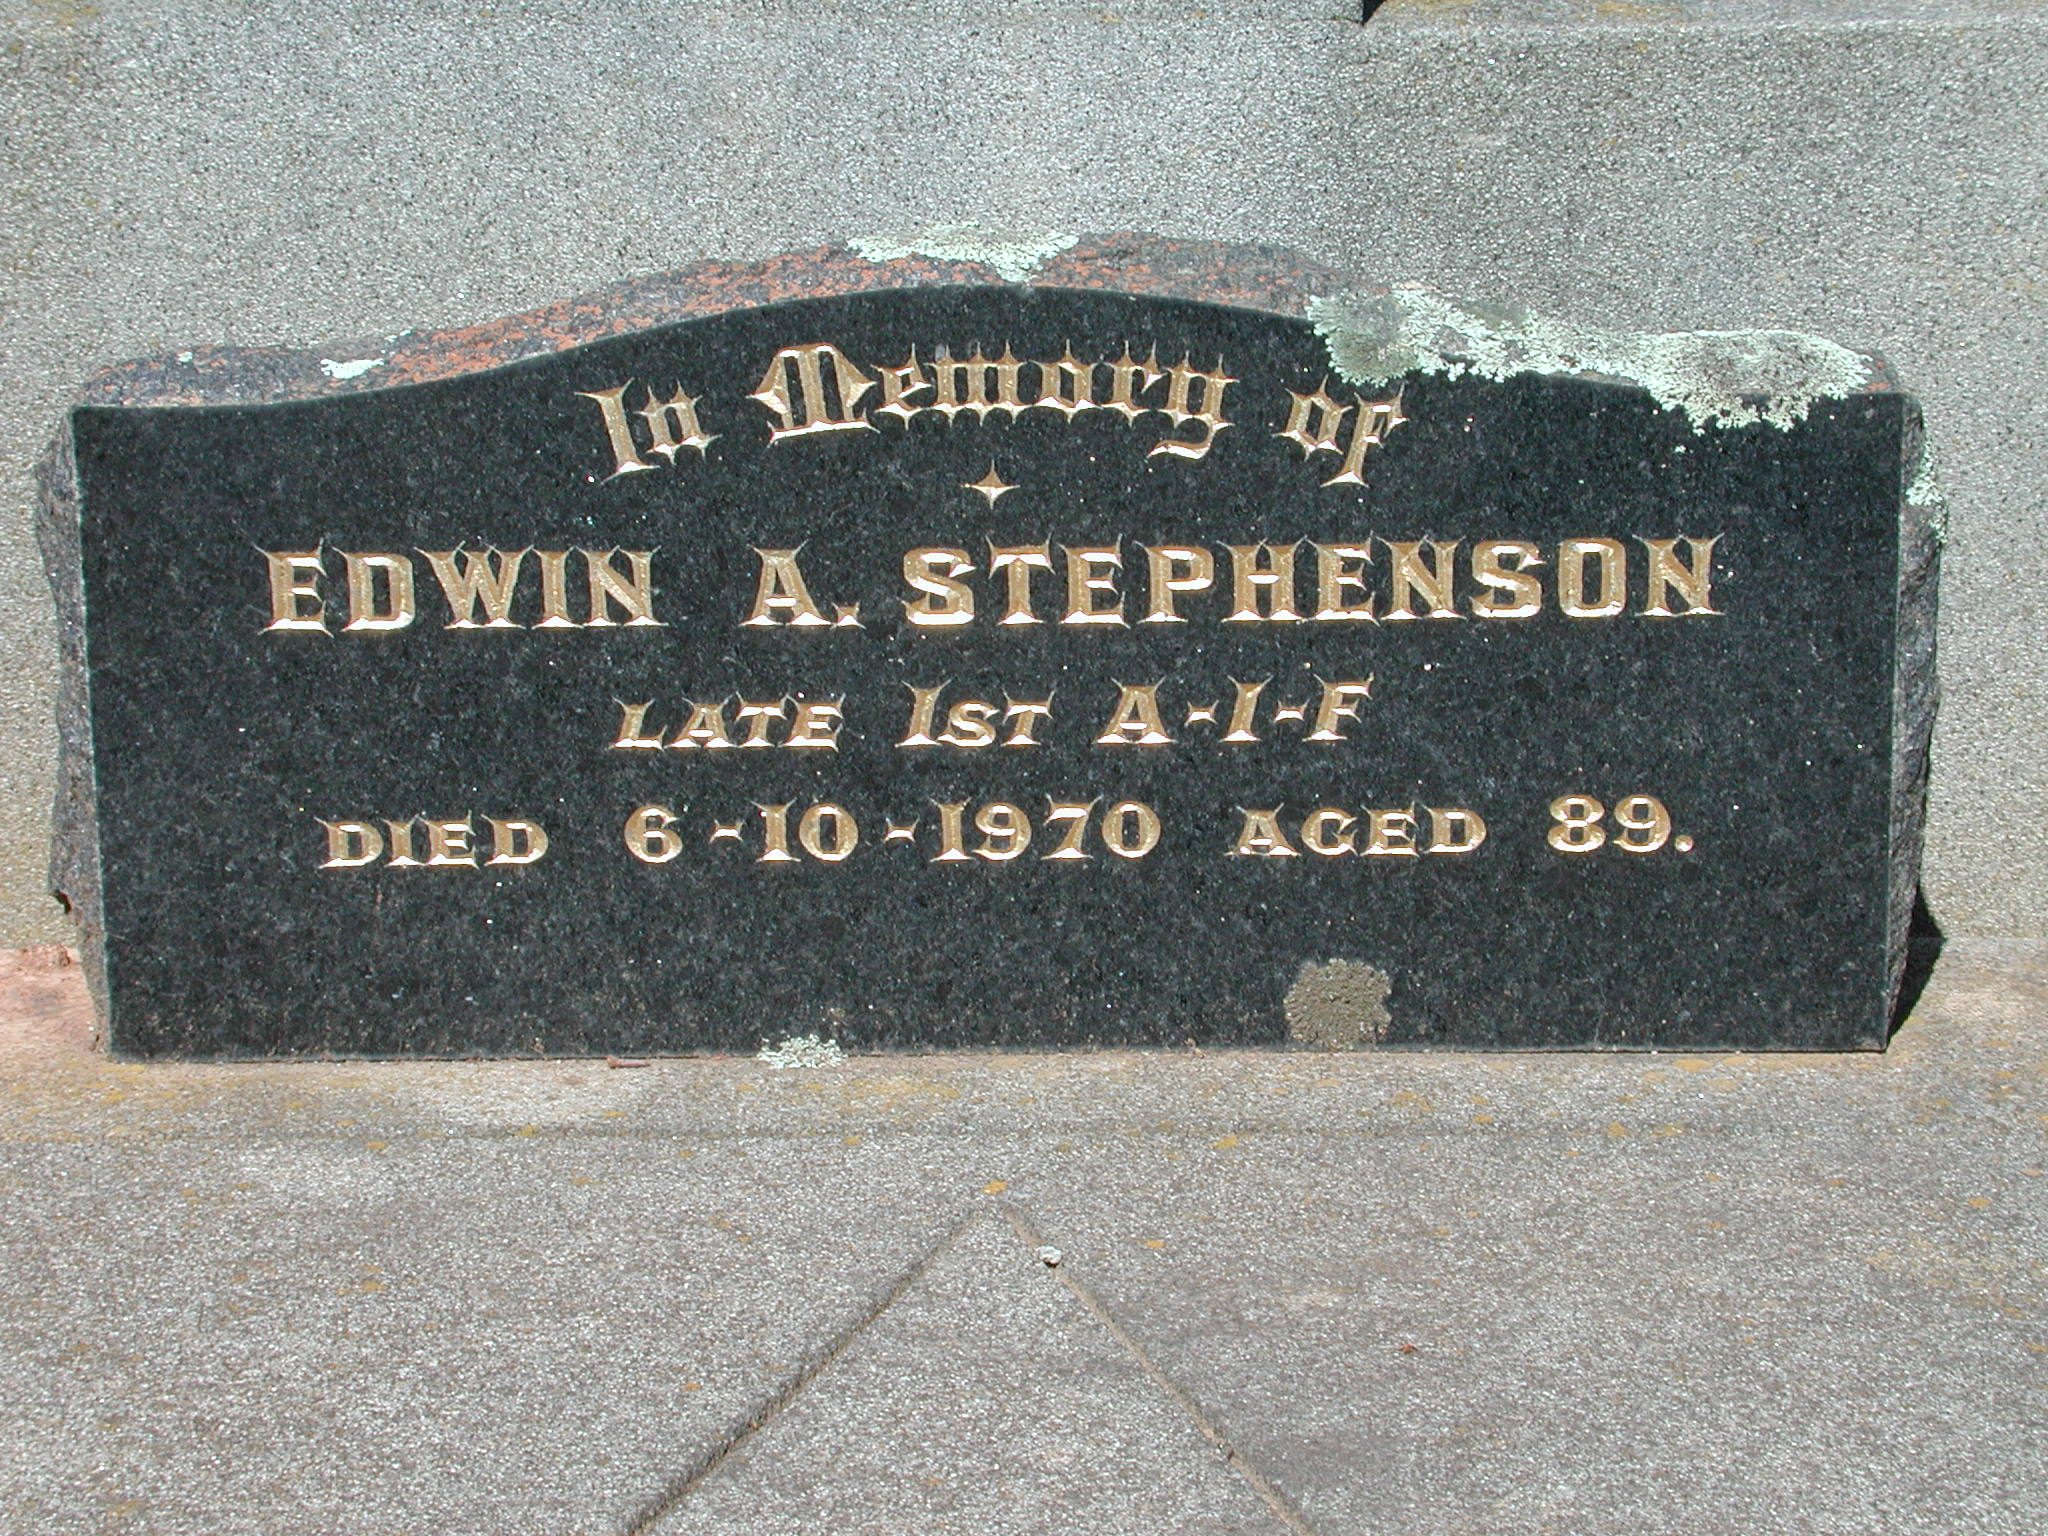 In Memory of
EDWIN A. STEPHENSON
LATE 1ST A-I-F
DIED 6-10-1970 AGED 89.